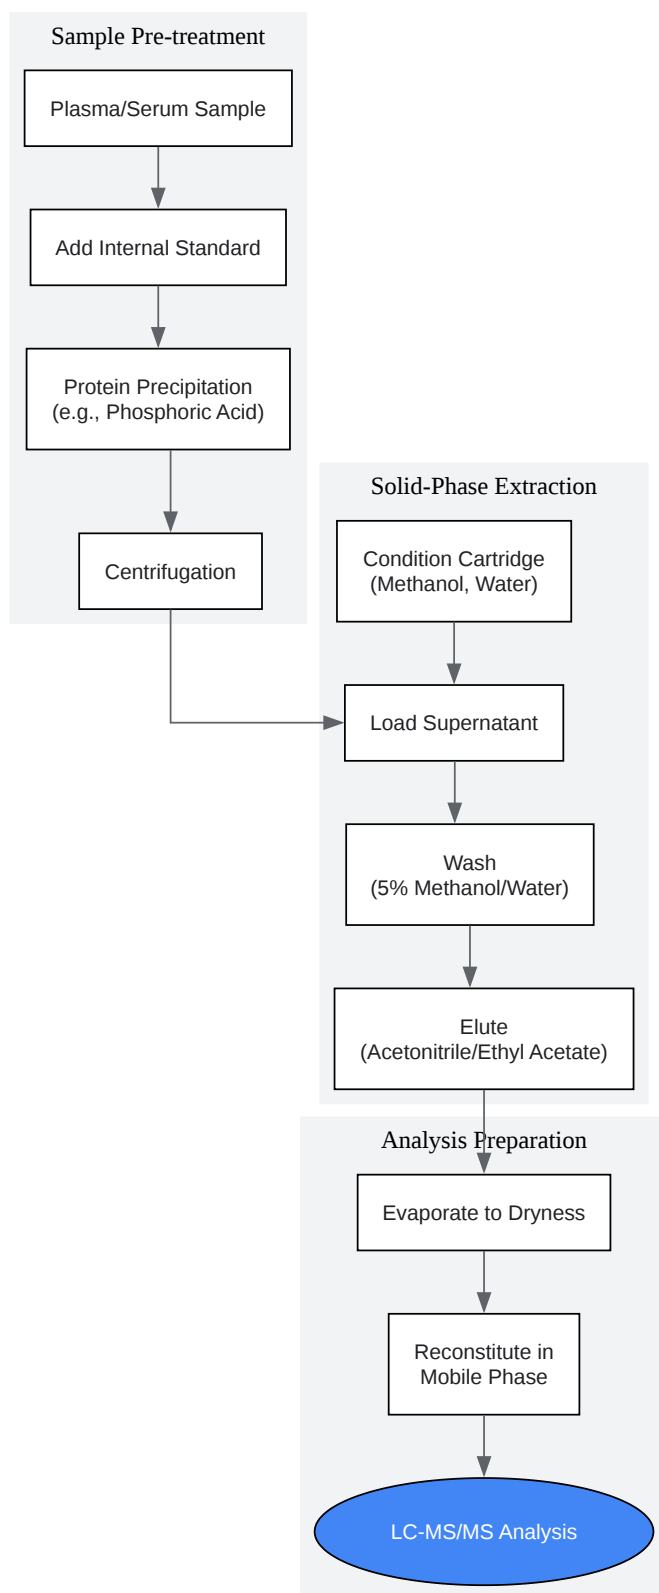 Sample Pre-treatment
Plasma/Serum Sample
Add Internal Standard
Protein Precipitation
(e.g., Phosphoric Acid)
Centrifugation
Solid-Phase Extraction
Condition Cartridge
(Methanol, Water)
Load Supernatant
Wash
(5% Methanol/Water)
Elute
(Acetonitrile/Ethyl Acetate)
Analysis Preparation
Evaporate to Dryness
Reconstitute in
Mobile Phase
LC-MS/MS Analysis